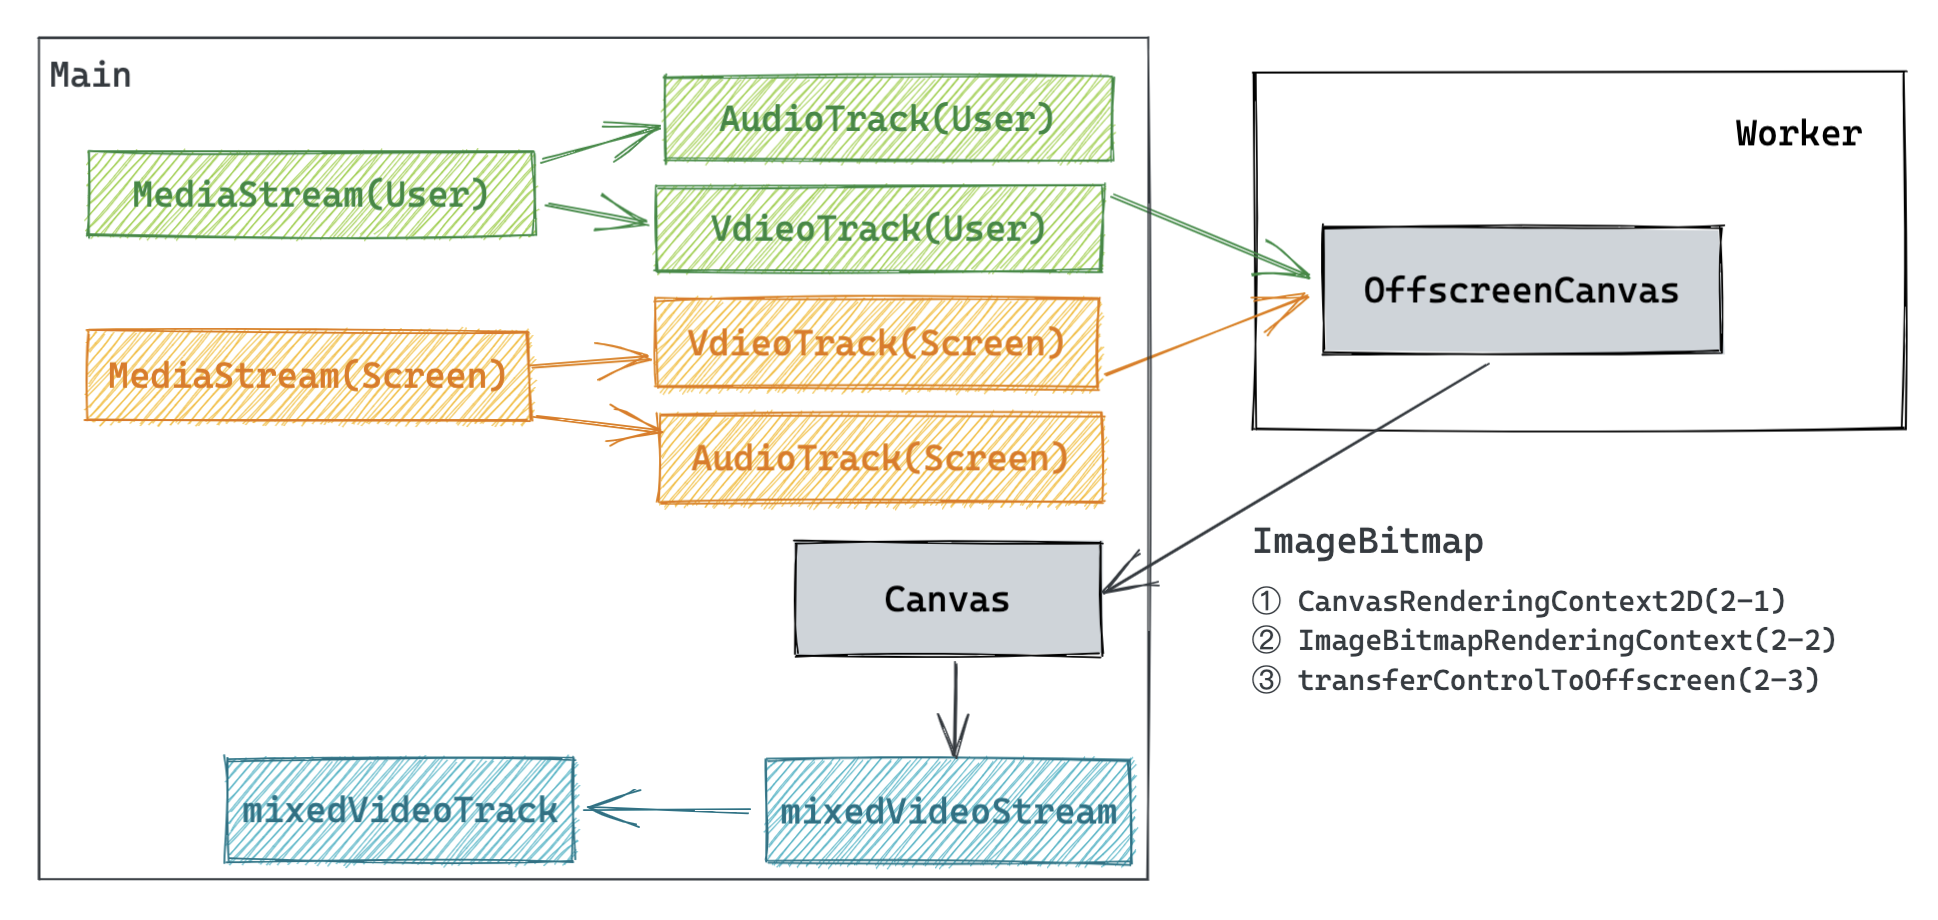 Main
AudioTrack(User)
MediaStream(User)
VdieoTrack(User)
VdieoTrack(Screen)
MediaStream(Screen)
AudioTrack(Screen)
Canvas
mixedVideoTrack
mixedVideoStream
Worker
OffscreenCanvas
ImageBitmap
① CanvasRenderingContext2D(2-1)
② ImageBitmapRenderingContext(2-2)
③ transferControlToOffscreen(2-3)